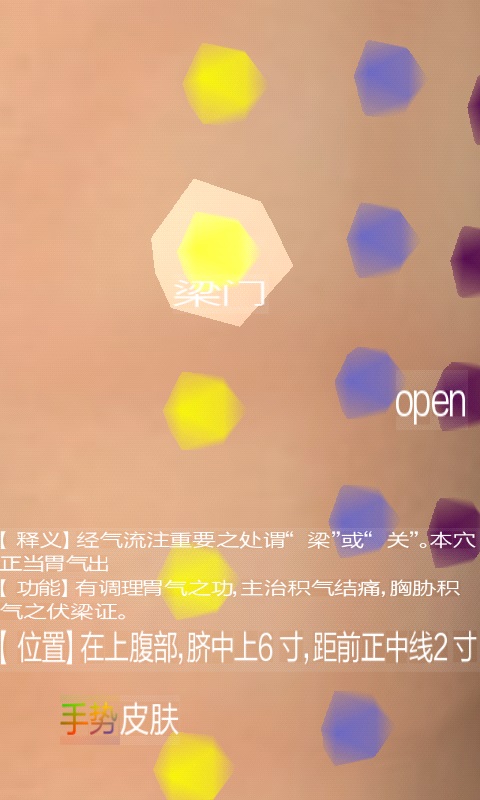 梁门
open
【 释义】经气流注重要之处谓“ 梁”或“ 关”。本穴
正当胃气出
【 功能】有调理胃气之功,主治积气结痛,胸胁积
气之伏梁证。
【 位置】在上腹部,脐中上6 寸,距前正中线2 寸
手势 皮肤